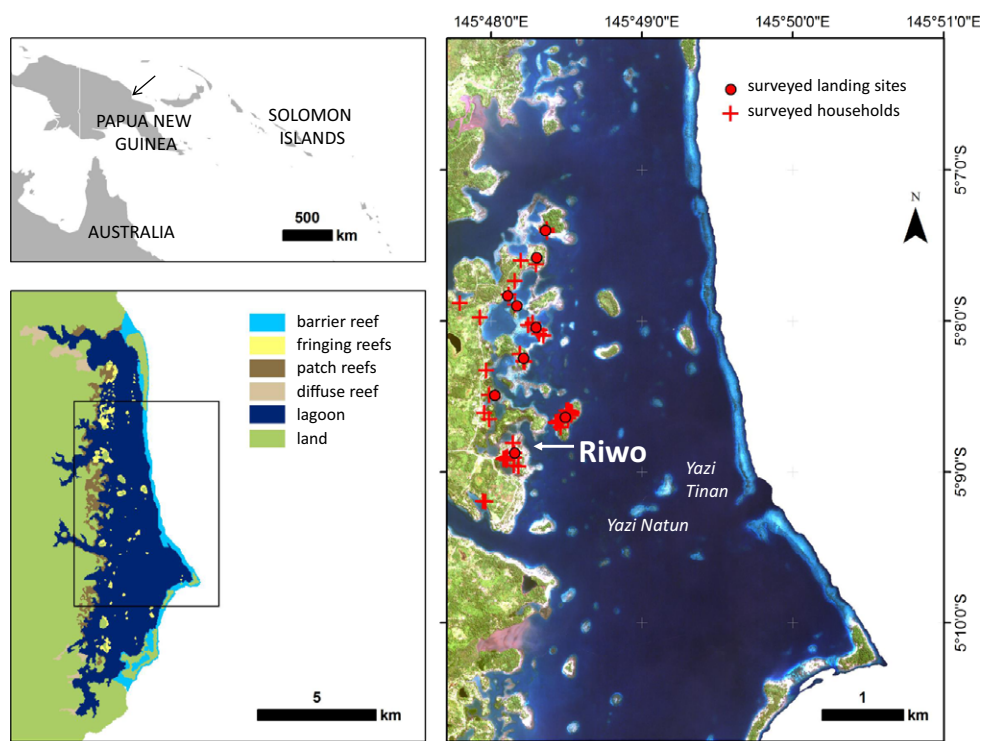 PAPUA NEW
GUINEA
SOLOMON
ISLANDS
AUSTRALIA
500
km
barrier reef
fringing reefs
patch reefs
diffuse reef
lagoon
land
5
km
145°48'0"E
145°49'0"E
145°50'0"E
145°51'0"E
surveyed landing sites
surveyed households
5°7'0"S
N
5°8'0"S
Riwo
Yazi
Tinan
5°9'0"S
Yazi Natun
5°10'0"S
1
km